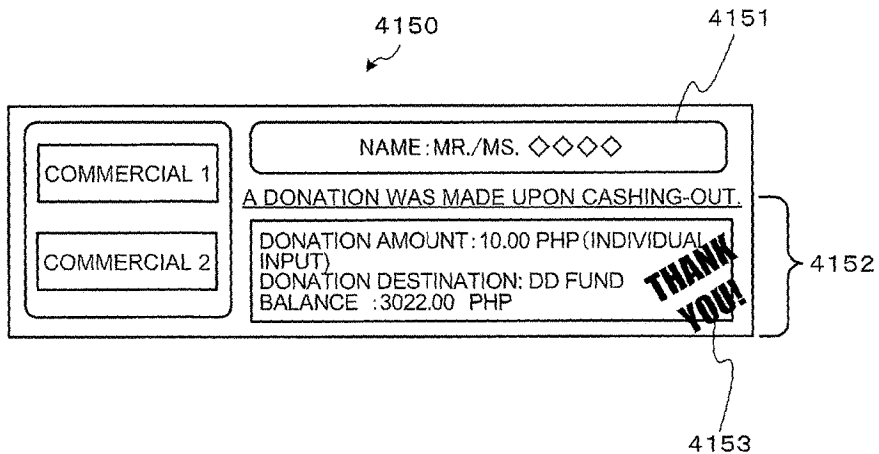 4150
4151
NAME:MR./MS. ◇◇◇◇
COMMERCIAL 1
COMMERCIAL 2
A DONATION WAS MADE UPON CASHING-OUT.
DONATION AMOUNT:10.00 PHP(INDIVIDUAL
INPUT)
DONATION DESTINATION: DD FUND
BALANCE :3022.00 PHP
THANK
YOU!
4152
4153